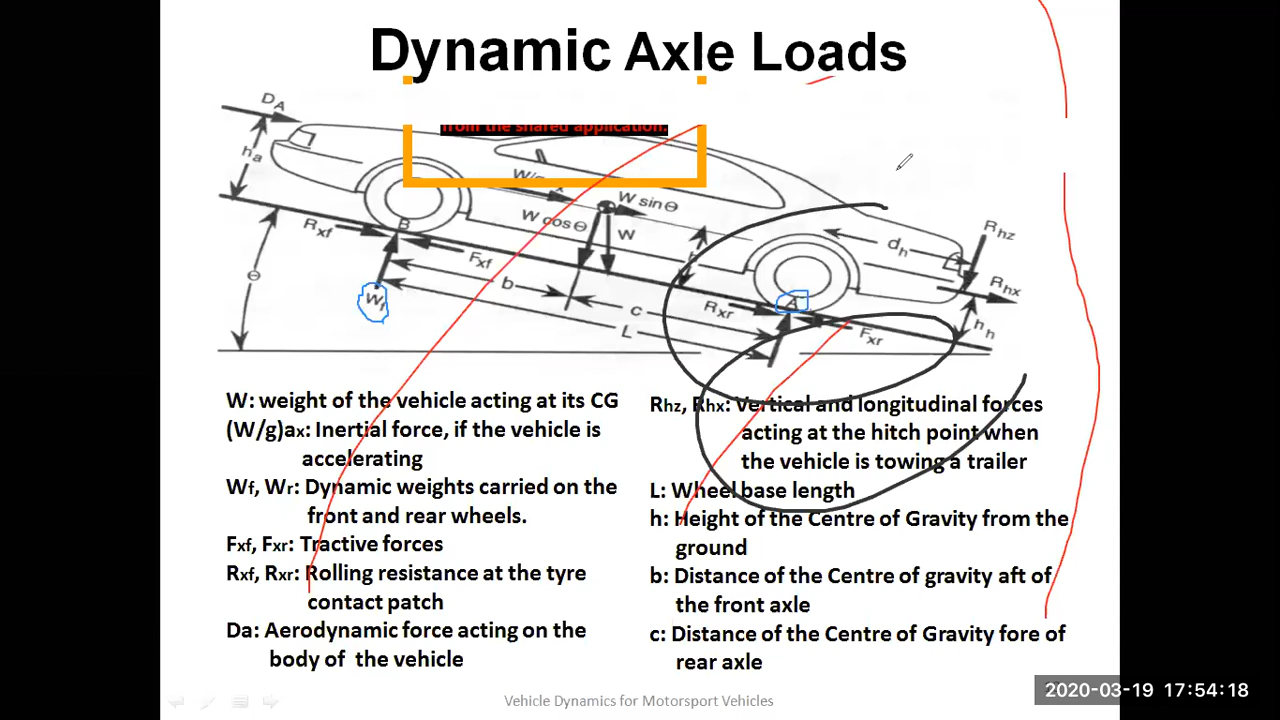 Dynamic Axle Loads
from the shared application.
DA
ha
W sinθ
W cosθ
W
Rxf
B
Fxf
θ
Wf
b
c
L
Rxr
A
Fxr
dh
Rhz
Rhx
hh
W: weight of the vehicle acting at its CG
(W/g)ax: Inertial force, if the vehicle is
accelerating
Wf, Wr: Dynamic weights carried on the
front and rear wheels.
Fxf, Fxr: Tractive forces
Rxf, Rxr: Rolling resistance at the tyre
contact patch
Da: Aerodynamic force acting on the
body of the vehicle
Rhz, Rhx: Vertical and longitudinal forces
acting at the hitch point when
the vehicle is towing a trailer
L: Wheel base length
h: Height of the Centre of Gravity from the
ground
b: Distance of the Centre of gravity aft of
the front axle
c: Distance of the Centre of Gravity fore of
rear axle
Vehicle Dynamics for Motorsport Vehicles
2020-03-19 17:54:18